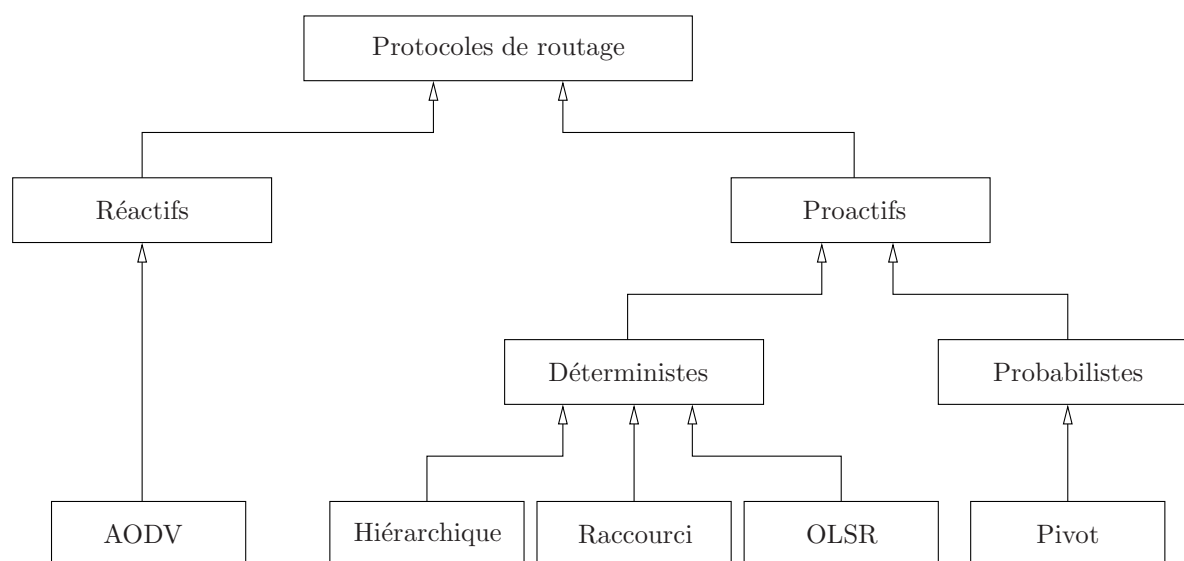 Protocoles de routage
Réactifs
Proactifs
Déterministes
Probabilistes
AODV
Hiérarchique
Raccourci
OLSR
Pivot